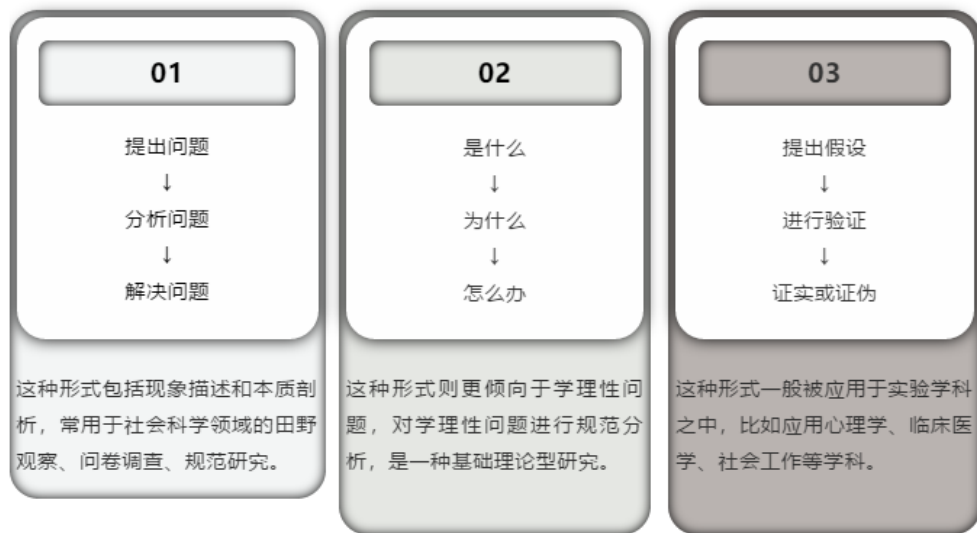 01
提出问题
↓
分析问题
↓
解决问题
这种形式包括现象描述和本质剖
析，常用于社会科学领域的田野
观察、问卷调查、规范研究。
02
是什么
↓
为什么
↓
怎么办
这种形式则更倾向于学理性问
题，对学理性问题进行规范分
析，是一种基础理论型研究。
03
提出假设
↓
进行验证
↓
证实或证伪
这种形式一般被应用于实验学科
之中，比如应用心理学、临床医
学、社会工作等学科。